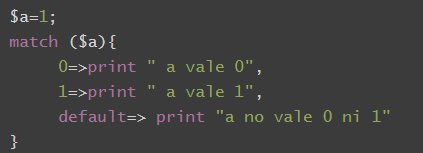 $a=1;
match ($a){
0=>print " a vale 0",
1=>print " a vale 1",
default=> print "a no vale 0 ni 1"
}